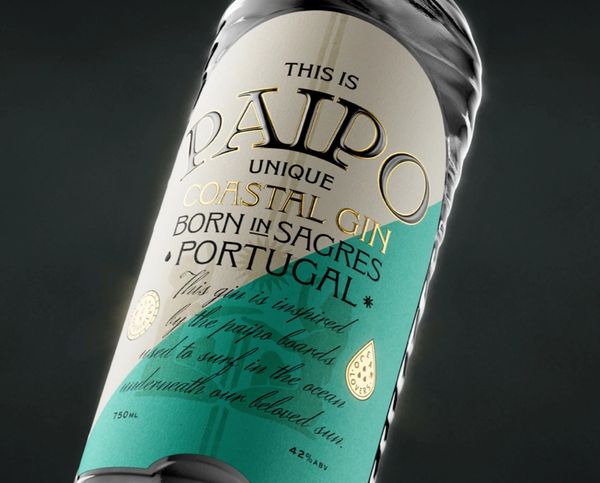 THIS IS
PAIPO
UNIQUE
COASTAL GIN
BORN IN SAGRES
• PORTUGAL *
This gin is inspired
by the paipo boards
used to surf in the ocean
underneath our beloved sun.
750ML
42% ABV